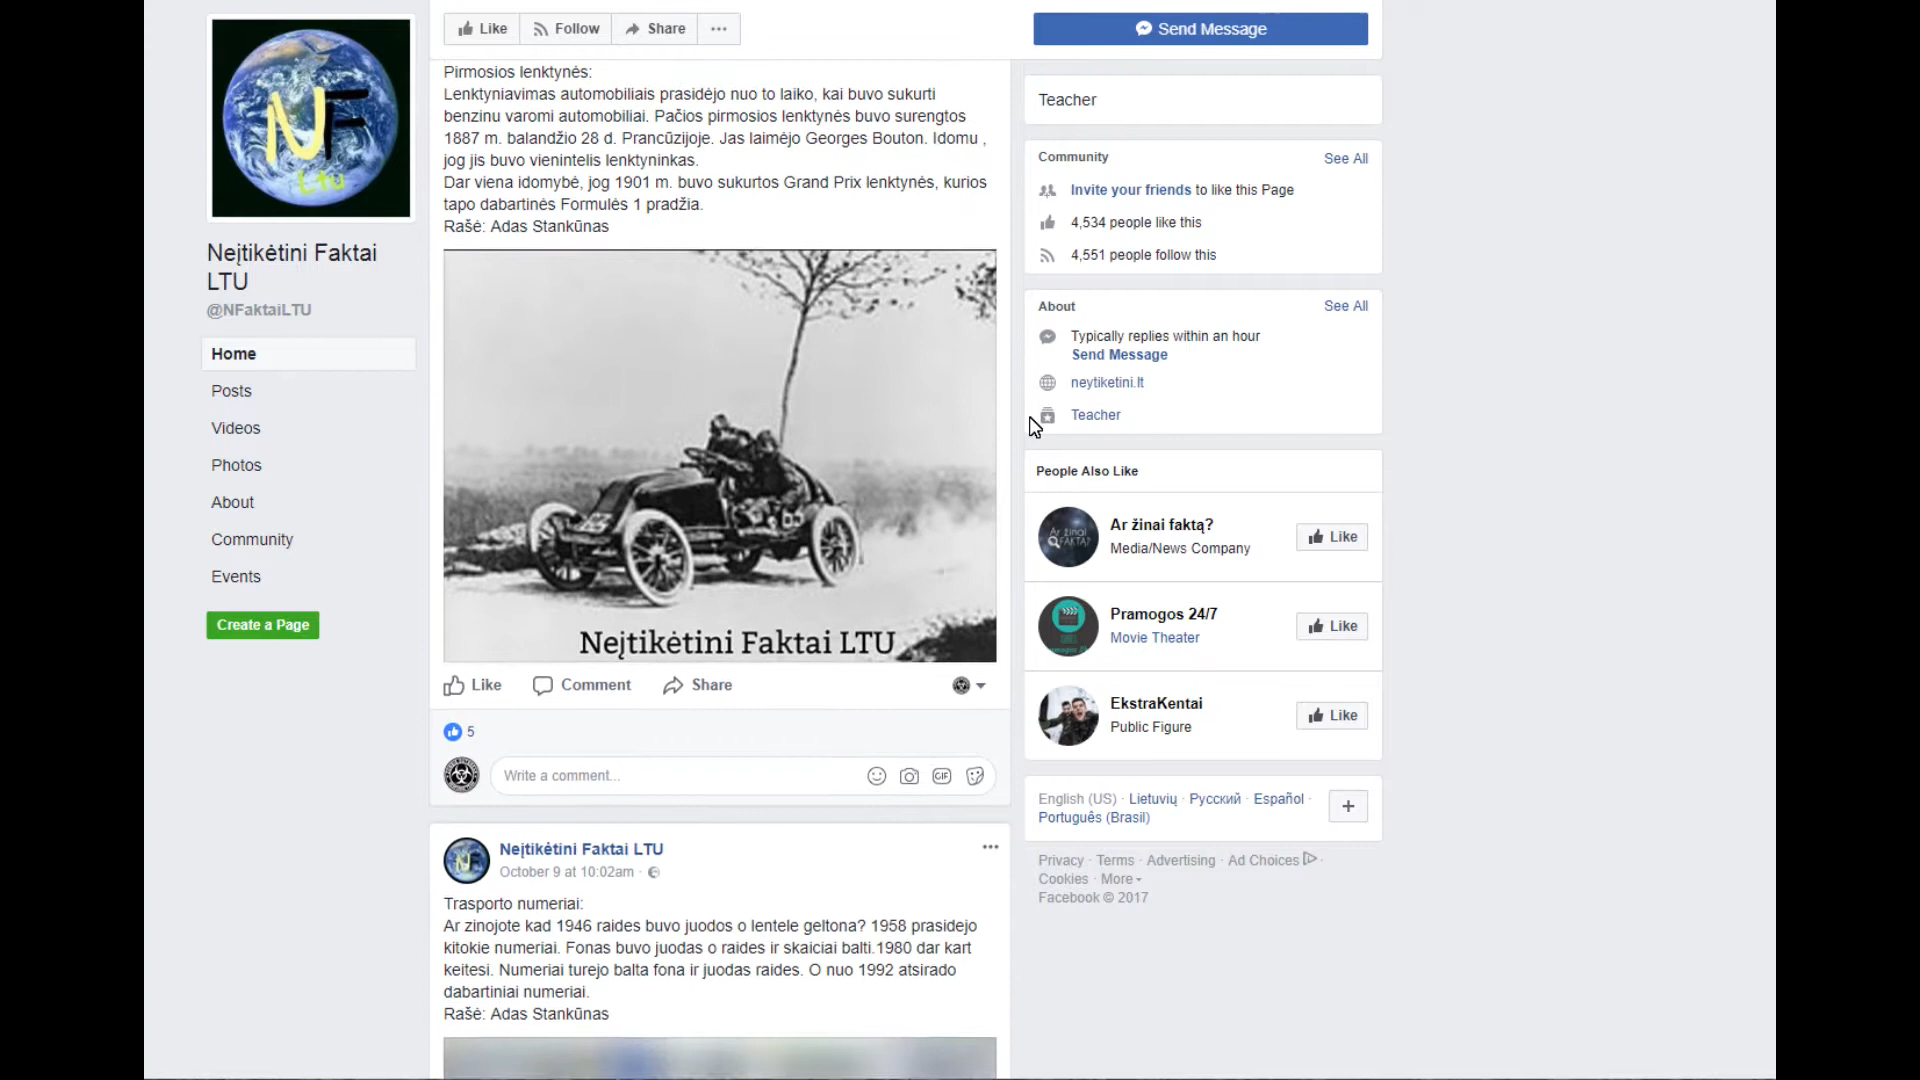 NF
Ltu
Neįtikėtini Faktai
LTU
@NFaktaiLTU
Home
Posts
Videos
Photos
About
Community
Events
Create a Page
Like
Follow
Share
Send Message
Pirmosios lenktynės:
Lenktyniavimas automobiliais prasidėjo nuo to laiko, kai buvo sukurti
benzinu varomi automobiliai. Pačios pirmosios lenktynės buvo surengtos
1887 m. balandžio 28 d. Prancūzijoje. Jas laimėjo Georges Bouton. Idomu ,
jog jis buvo vienintelis lenktyninkas.
Dar viena idomybė, jog 1901 m. buvo sukurtos Grand Prix lenktynės, kurios
tapo dabartinės Formulės 1 pradžia.
Rašė: Adas Stankūnas
Neįtikėtini Faktai LTU
Like
Comment
Share
5
Write a comment...
GIF
Neįtikėtini Faktai LTU
October 9 at 10:02am ·
Trasporto numeriai:
Ar zinojote kad 1946 raides buvo juodos o lentele geltona? 1958 prasidejo
kitokie numeriai. Fonas buvo juodas o raides ir skaiciai balti.1980 dar kart
keitesi. Numeriai turejo balta fona ir juodas raides. O nuo 1992 atsirado
dabartiniai numeriai.
Rašė: Adas Stankūnas
Teacher
Community
See All
Invite your friends to like this Page
4,534 people like this
4,551 people follow this
About
See All
Typically replies within an hour
Send Message
neytiketini.lt
Teacher
People Also Like
Ar žinai
FAKTĄ?
Ar žinai faktą?
Media/News Company
Like
Pramogos 24/7
Movie Theater
Like
EkstraKentai
Public Figure
Like
English (US) · Lietuvių · Русский · Español ·
Português (Brasil)
+
Privacy · Terms · Advertising · Ad Choices ·
Cookies · More
Facebook © 2017